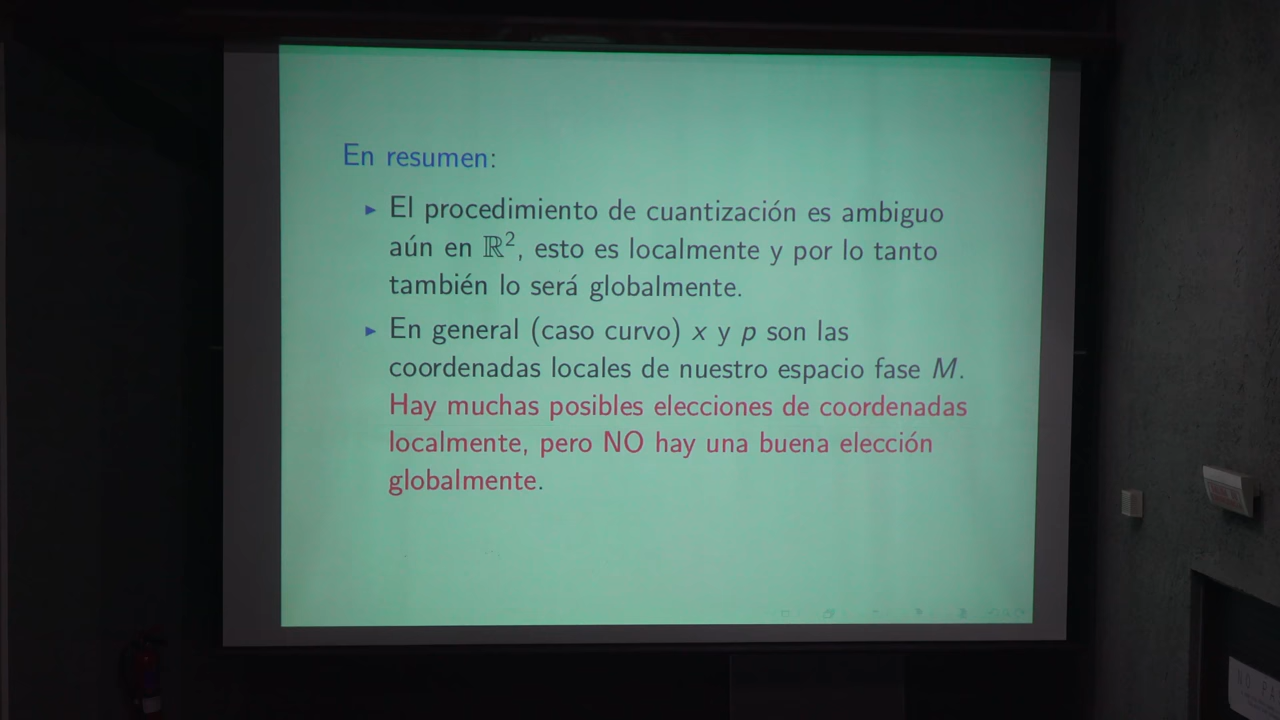 En resumen:
▸ El procedimiento de cuantización es ambiguo
aún en ℝ², esto es localmente y por lo tanto
también lo será globalmente.
▸ En general (caso curvo) x y p son las
coordenadas locales de nuestro espacio fase M.
Hay muchas posibles elecciones de coordenadas
localmente, pero NO hay una buena elección
globalmente.
NO